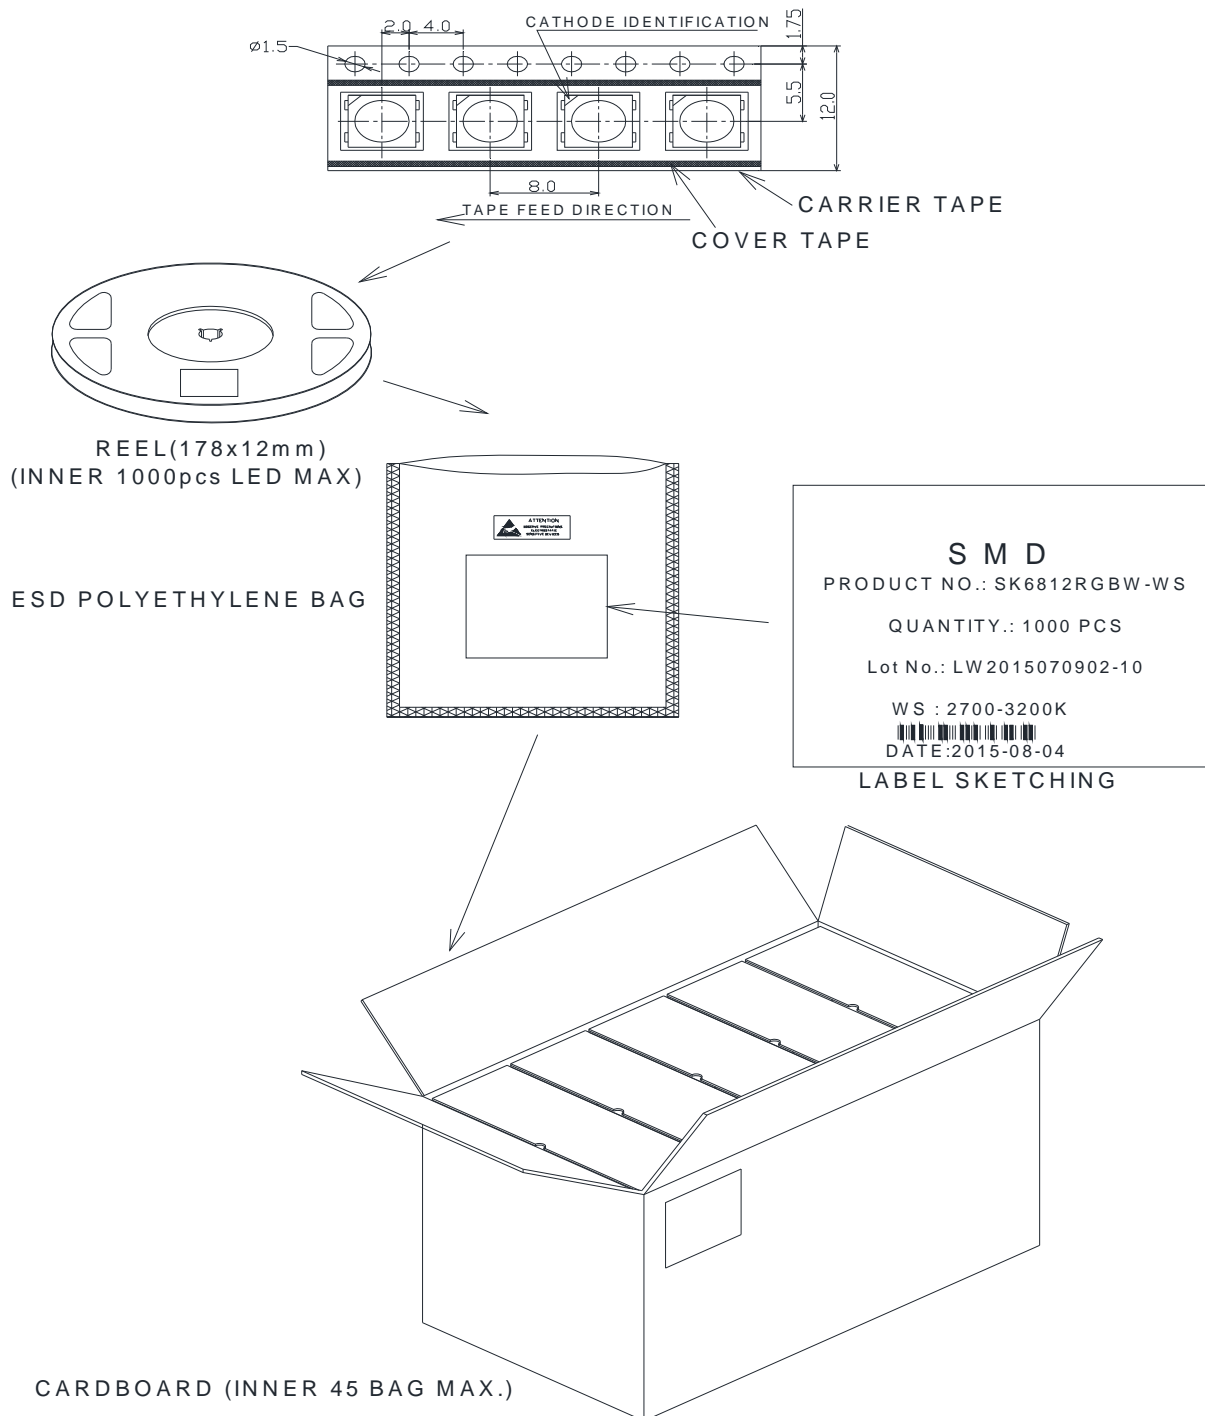 2.0
4.0
CATHODE IDENTIFICATION
1.75
Ø1.5
5.5
12.0
8.0
TAPE FEED DIRECTION
CARRIER TAPE
COVER TAPE
REEL(178x12mm)
(INNER 1000pcs LED MAX)
ATTENTION
ESD POLYETHYLENE BAG
SMD
PRODUCT NO.: SK6812RGBW-WS
QUANTITY.: 1000 PCS
Lot No.: LW2015070902-10
WS : 2700-3200K
DATE:2015-08-04
LABEL SKETCHING
CARDBOARD (INNER 45 BAG MAX.)